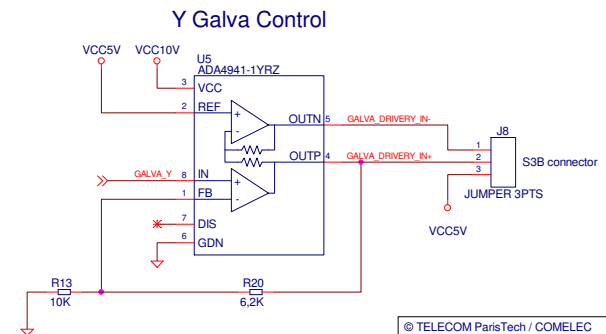 Y Galva Control
VCC5V
VCC10V
U5
ADA4941-1YRZ
3
VCC
2
REF
+
-
OUTN
5
GALVA_DRIVERY_IN-
OUTP
4
GALVA_DRIVERY_IN+
J8
1
2
3
S3B connector
JUMPER 3PTS
VCC5V
GALVA_Y
8
IN
+
-
1
FB
7
DIS
6
GDN
R13
10K
R20
6,2K
© TELECOM ParisTech / COMELEC